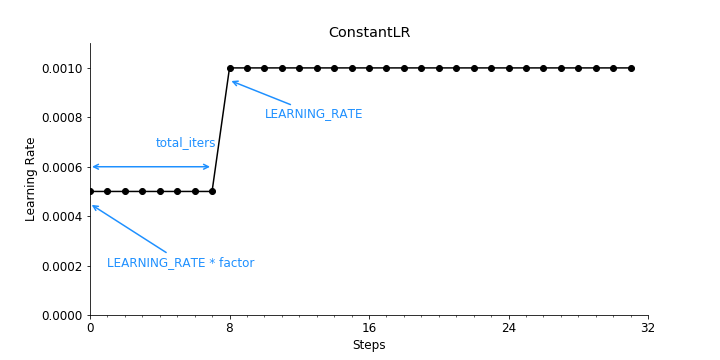 ConstantLR
0.0010
0.0008
0.0006
0.0004
0.0002
0.0000
Learning Rate
LEARNING_RATE
total_iters
LEARNING_RATE * factor
0 8 16 24 32
Steps